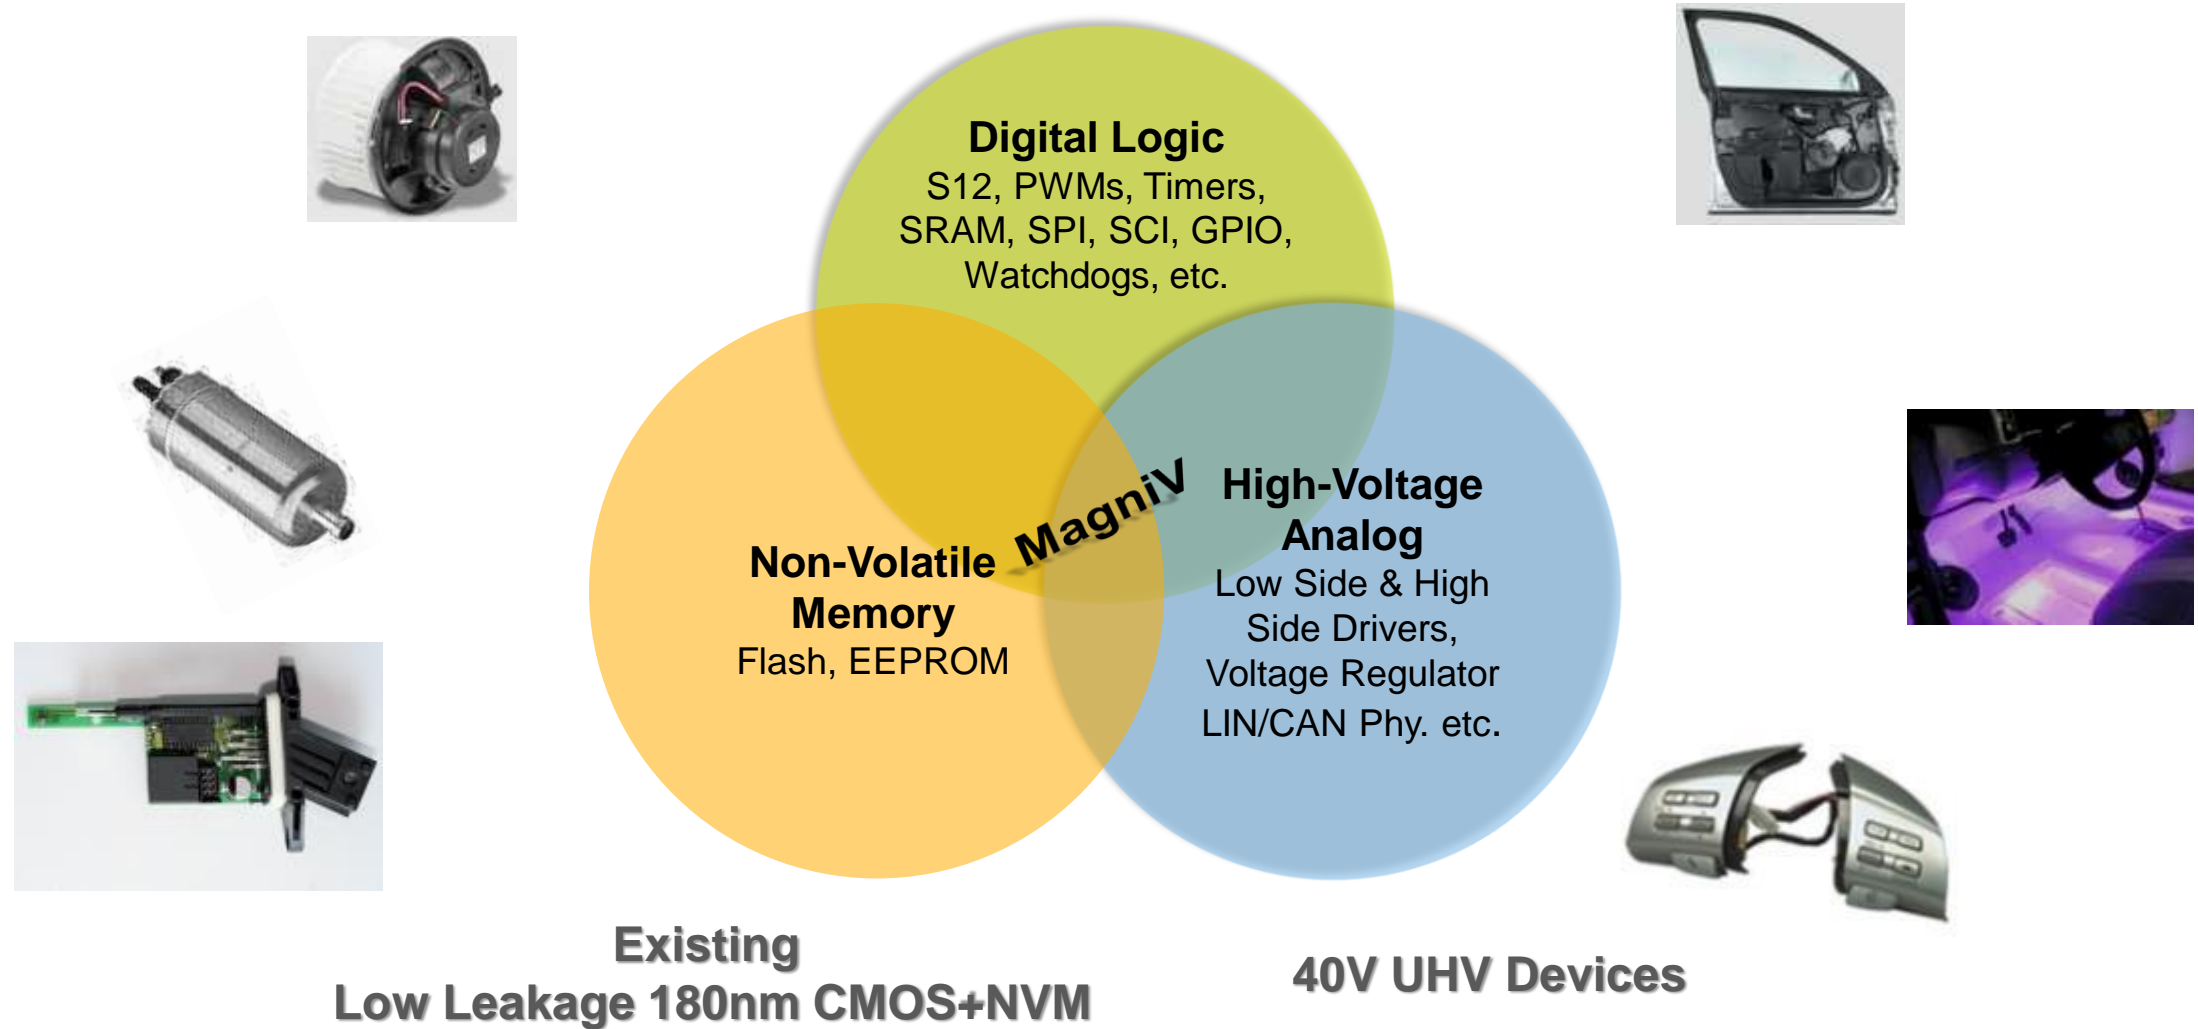 Digital Logic
S12, PWMs, Timers,
SRAM, SPI, SCI, GPIO,
Watchdogs, etc.
MagniV
High-Voltage
Analog
Low Side & High
Side Drivers,
Voltage Regulator
LIN/CAN Phy. etc.
Non-Volatile
Memory
Flash, EEPROM
Existing
Low Leakage 180nm CMOS+NVM
40V UHV Devices